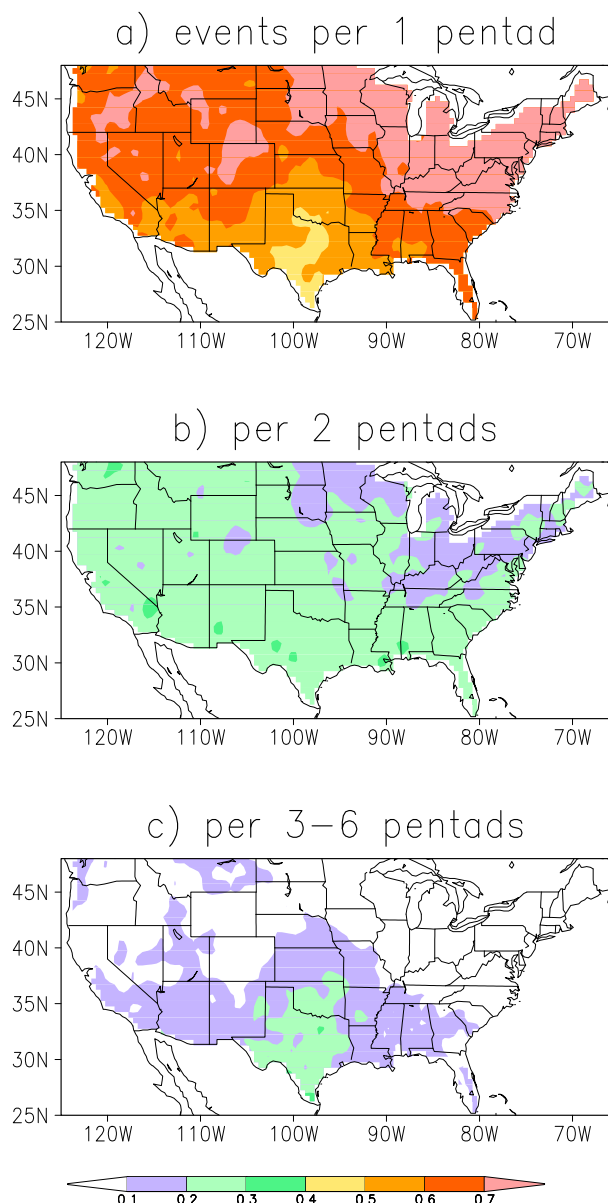 a) events per 1 pentad
45N
40N
35N
30N
25N
120W 110W 100W 90W 80W 70W
b) per 2 pentads
45N
40N
35N
30N
25N
120W 110W 100W 90W 80W 70W
c) per 3−6 pentads
45N
40N
35N
30N
25N
120W 110W 100W 90W 80W 70W
0.1 0.2 0.3 0.4 0.5 0.6 0.7